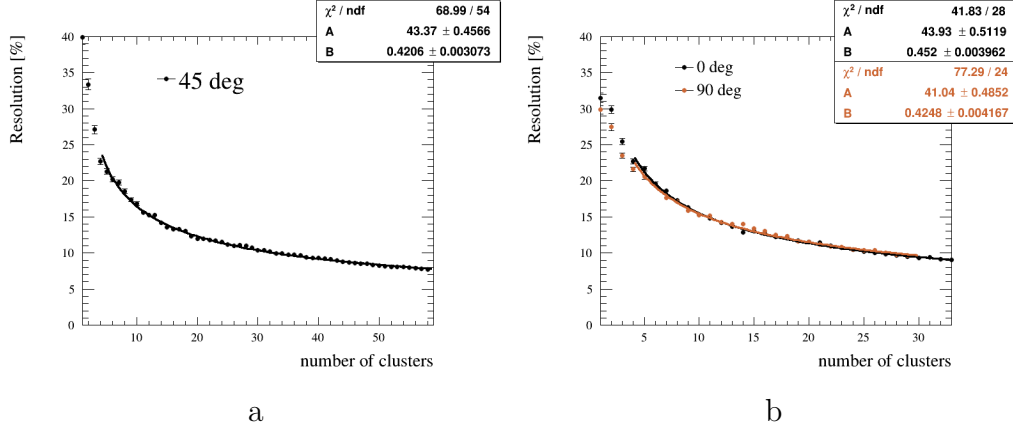 χ² / ndf 68.99 / 54
A 43.37 ± 0.4566
B 0.4206 ± 0.003073
Resolution [%]
40
35
30
25
20
15
10
5
0
45 deg
10 20 30 40 50
number of clusters
a
χ² / ndf 41.83 / 28
A 43.93 ± 0.5119
B 0.452 ± 0.003962
χ² / ndf 77.29 / 24
A 41.04 ± 0.4852
B 0.4248 ± 0.004167
Resolution [%]
40
35
30
25
20
15
10
5
0
0 deg
90 deg
5 10 15 20 25 30
number of clusters
b